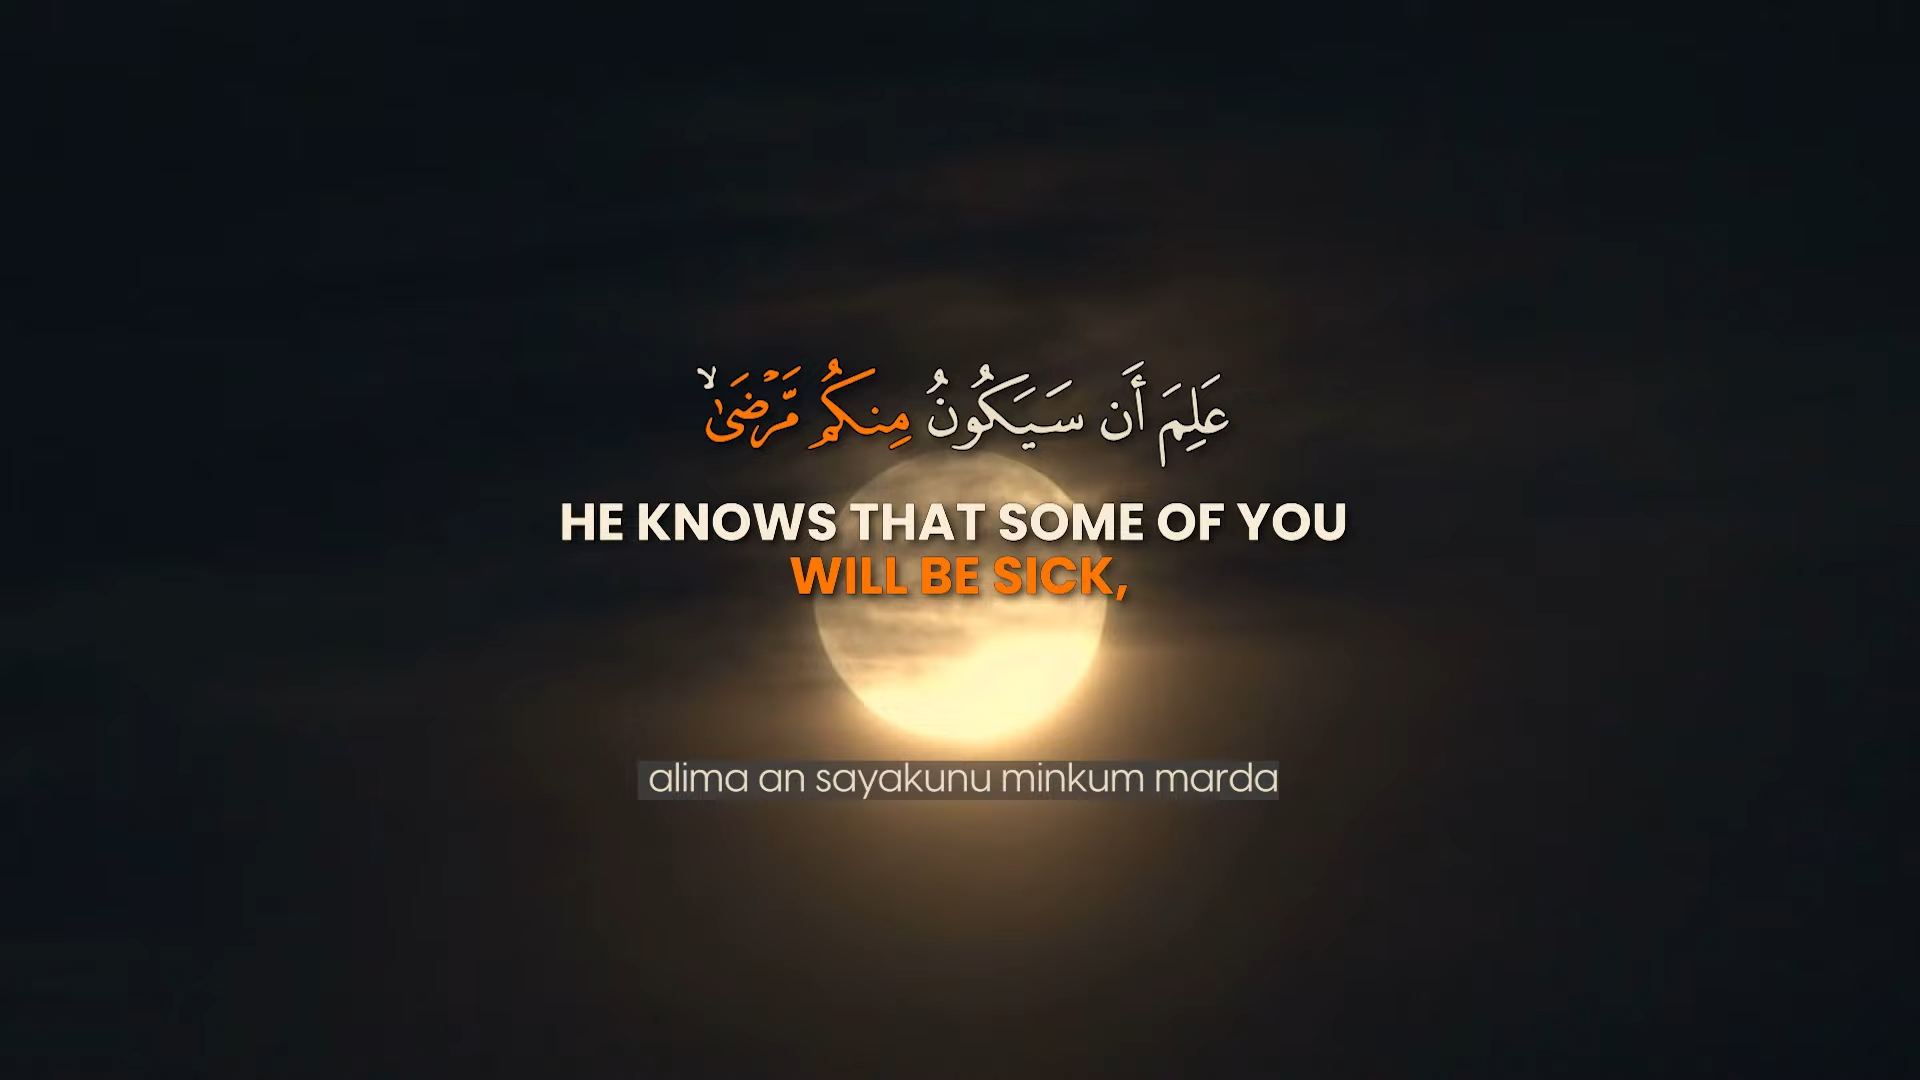 عَلِمَ أَن سَيَكُونُ مِنكُم مَّرْضَىٰ ۙ
HE KNOWS THAT SOME OF YOU
WILL BE SICK,
alima an sayakunu minkum marda